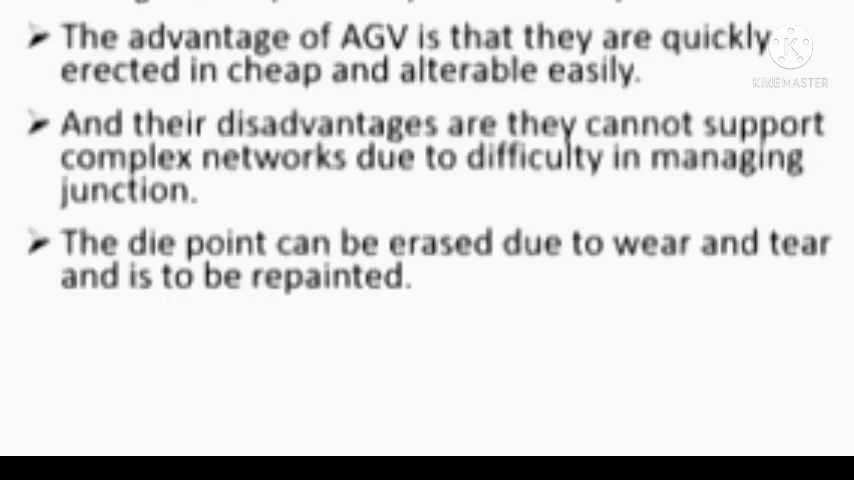 ➤ The advantage of AGV is that they are quickly
erected in cheap and alterable easily.
➤ And their disadvantages are they cannot support
complex networks due to difficulty in managing
junction.
➤ The die point can be erased due to wear and tear
and is to be repainted.
KINEMASTER